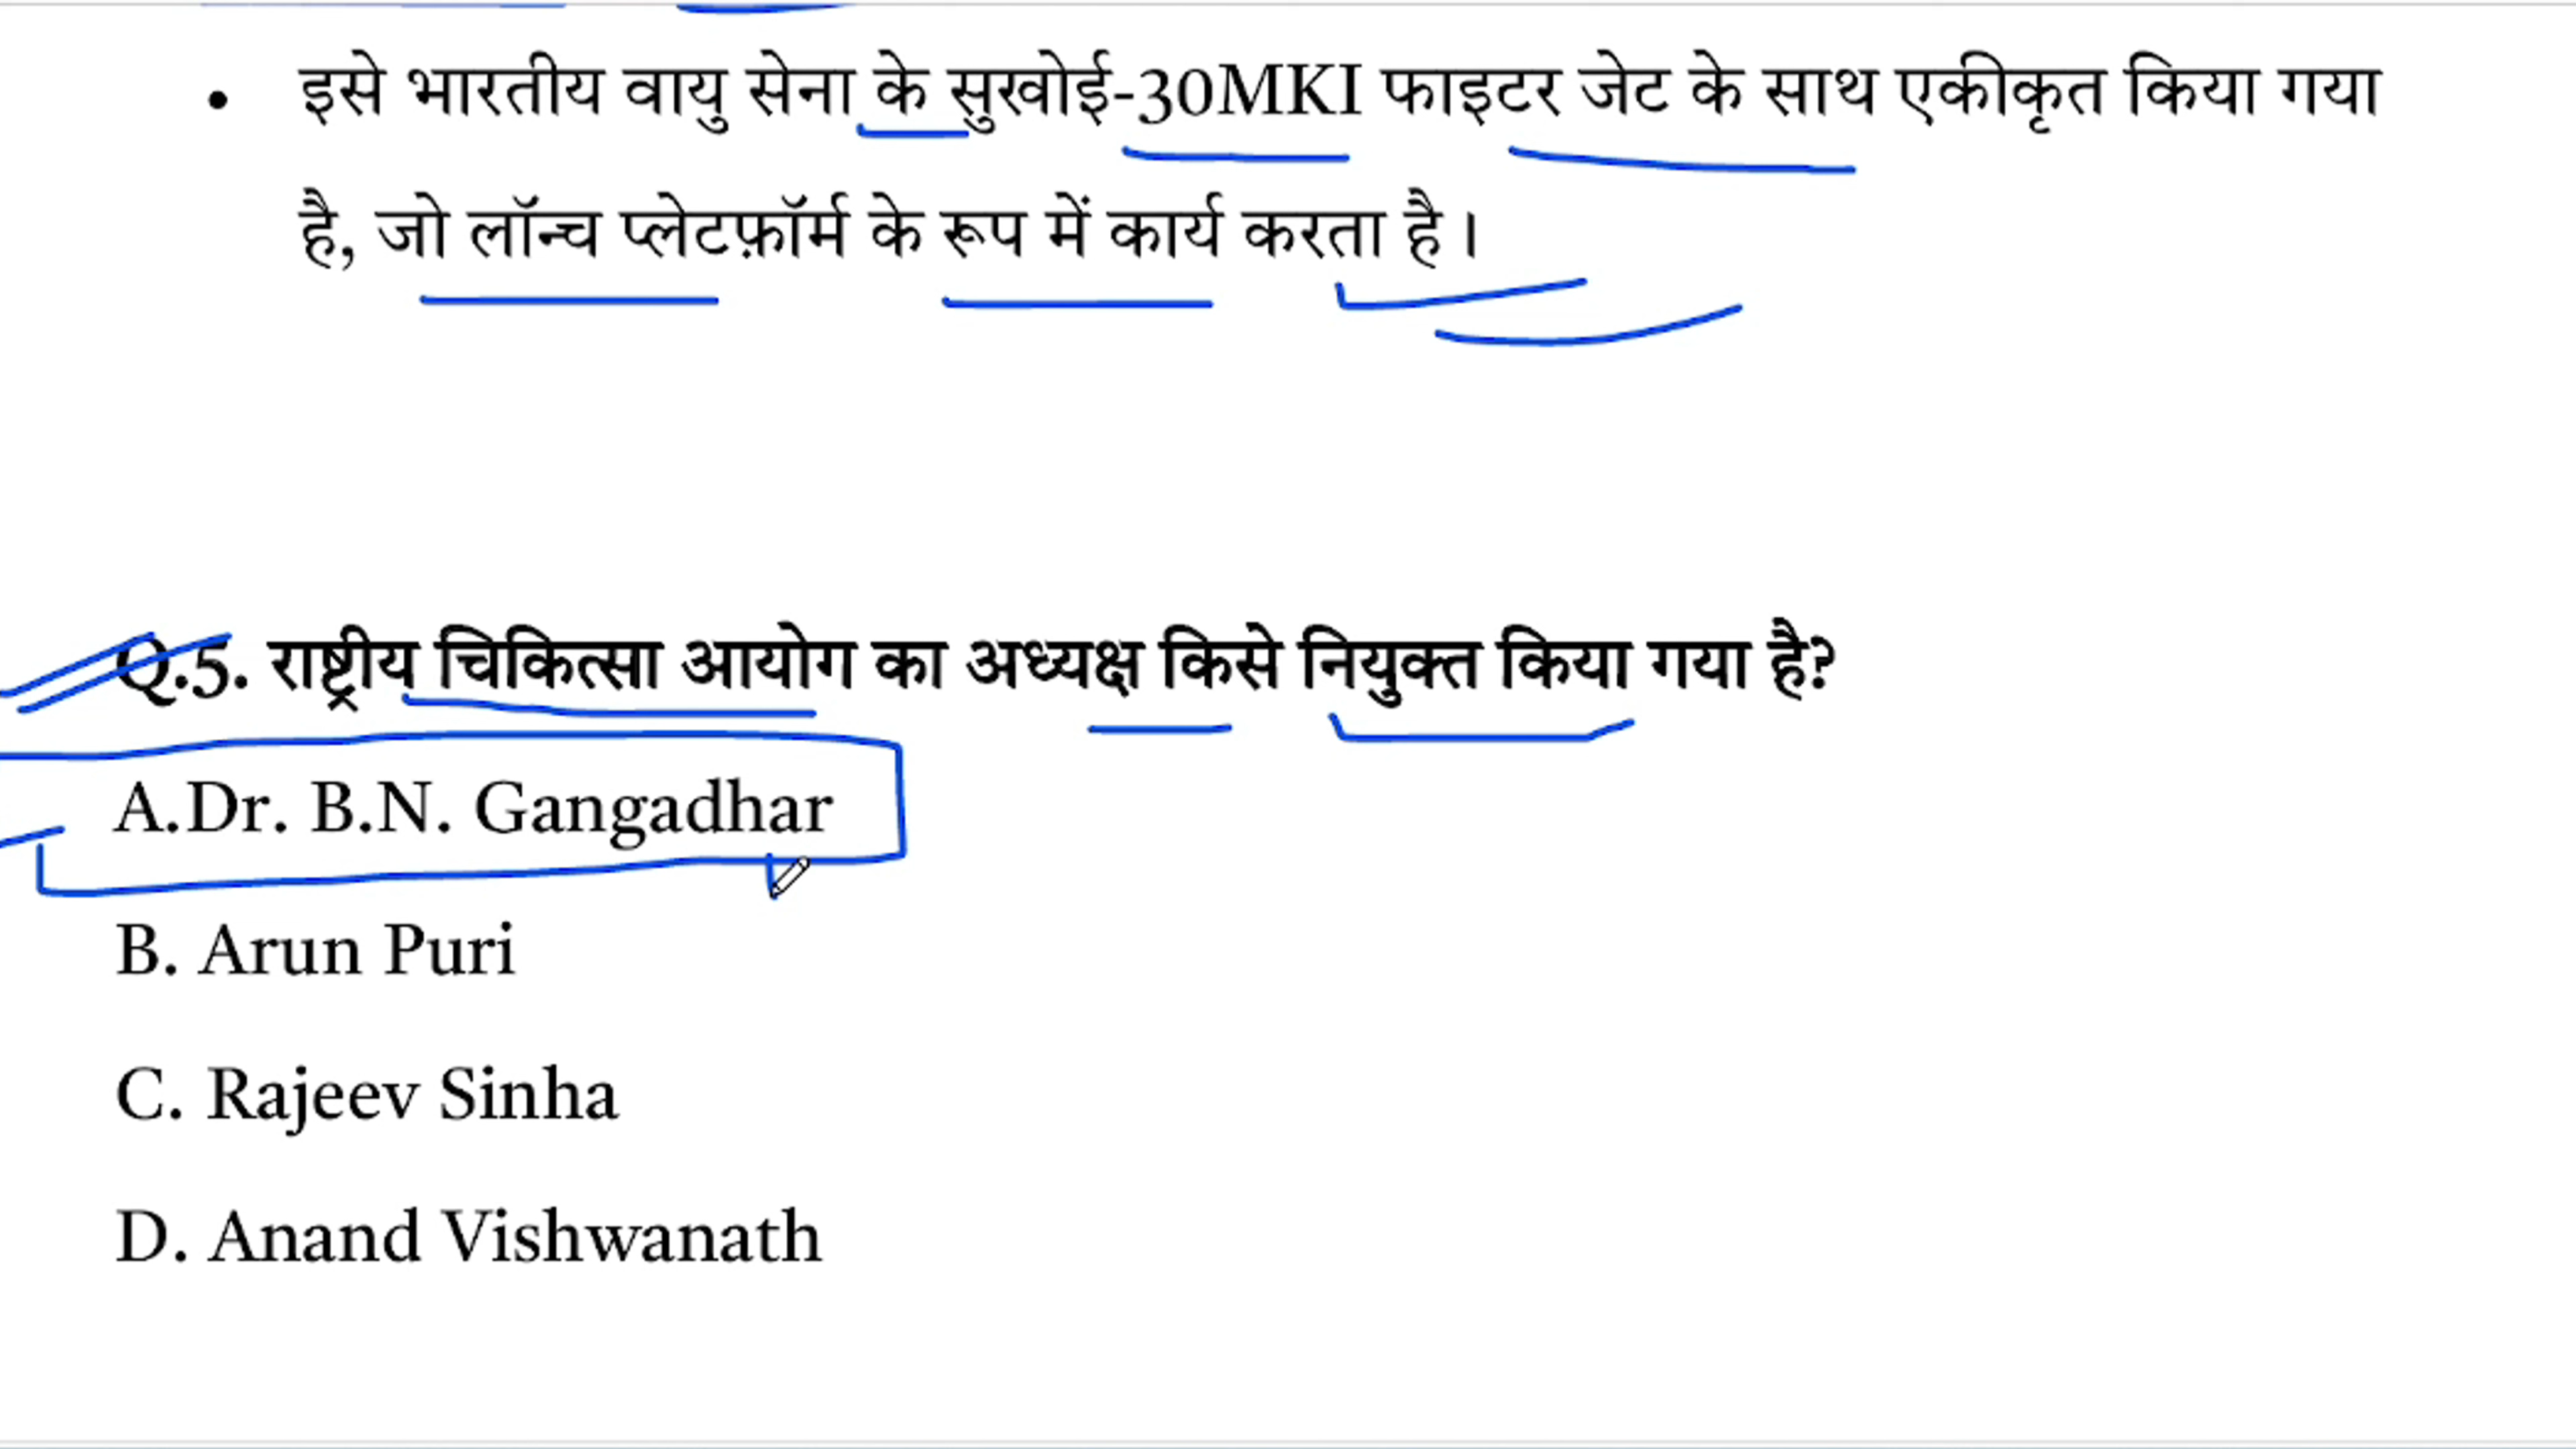 • इसे भारतीय वायु सेना के सुखोई-30MKI फाइटर जेट के साथ एकीकृत किया गया
है, जो लॉन्च प्लेटफ़ॉर्म के रूप में कार्य करता है।
Q.5. राष्ट्रीय चिकित्सा आयोग का अध्यक्ष किसे नियुक्त किया गया है?
A.Dr. B.N. Gangadhar
B. Arun Puri
C. Rajeev Sinha
D. Anand Vishwanath